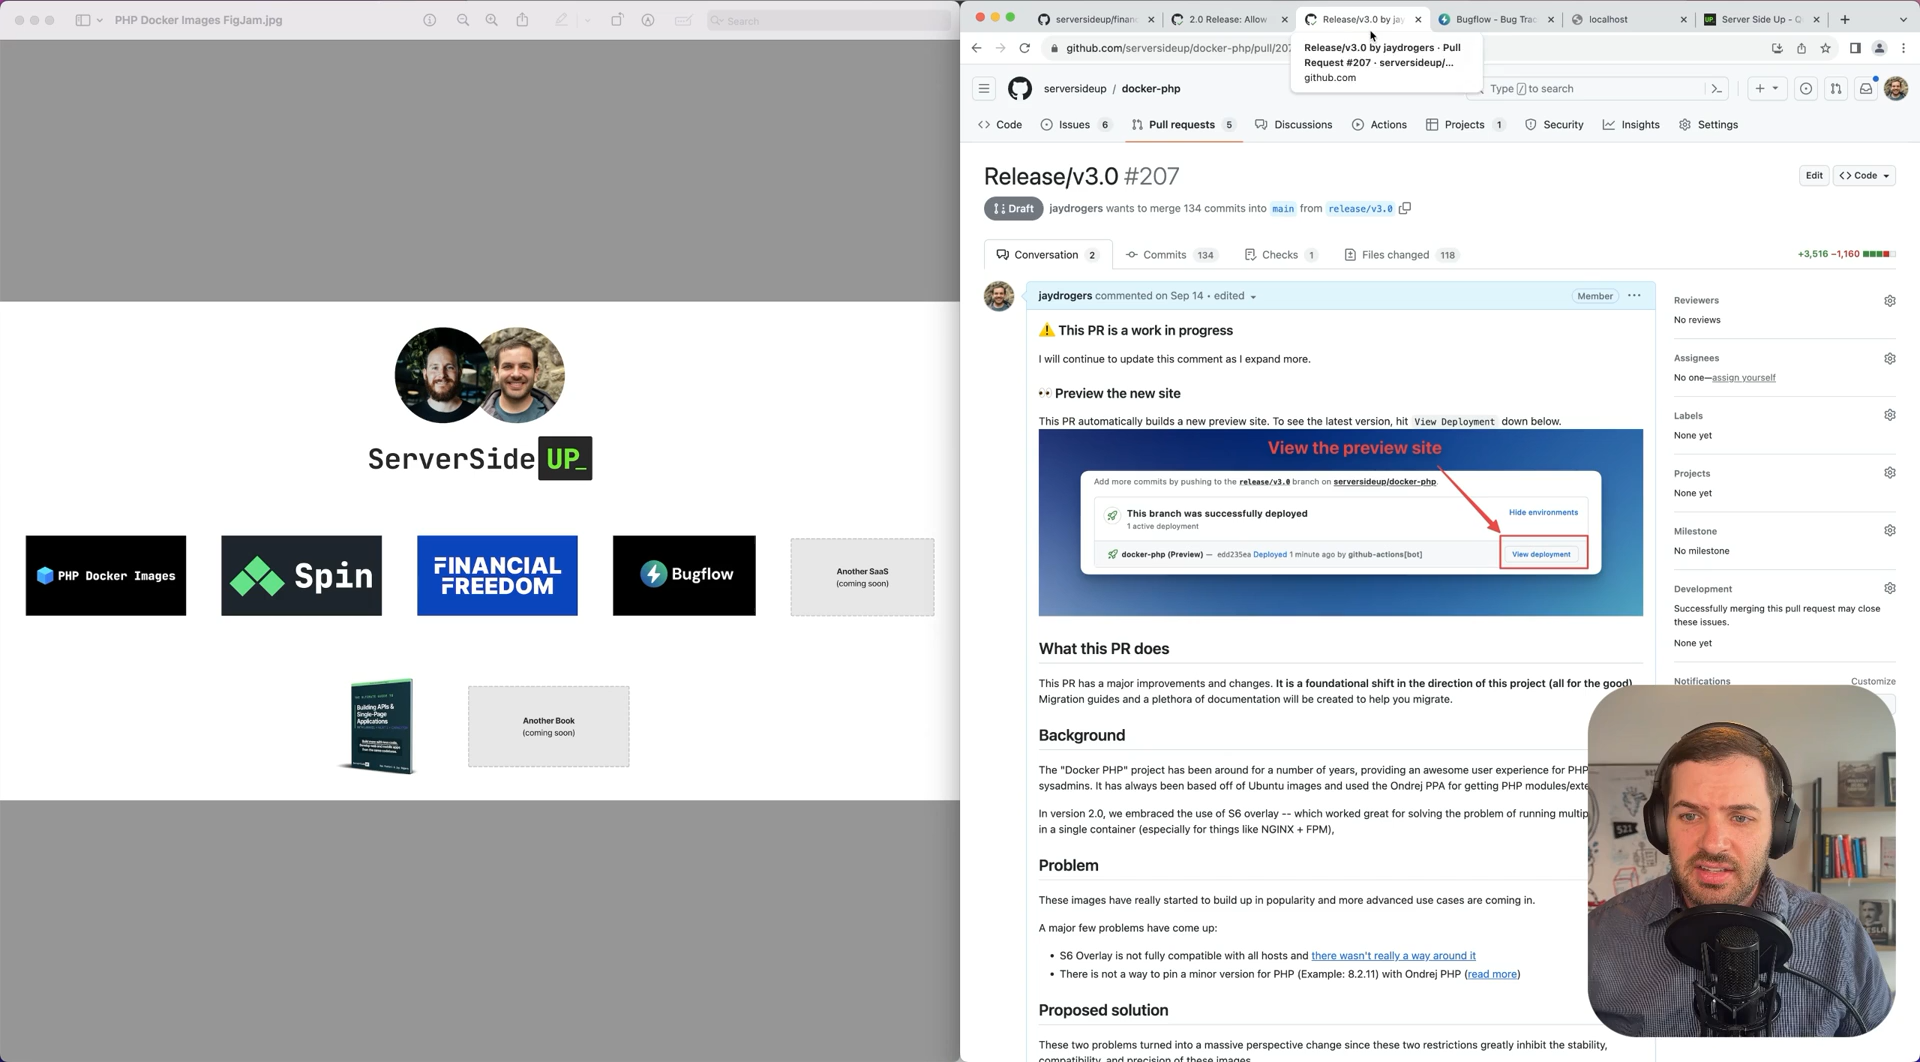 PHP Docker Images FigJam.jpg
Search
ServerSide UP_
PHP Docker Images
Spin
FINANCIAL
FREEDOM
Bugflow
Another SaaS
(coming soon)
Building APIs &
Single-Page
Applications
Another Book
(coming soon)
serversideup/finan
2.0 Release: Allow
Release/v3.0 by jay
Bugflow - Bug Trac
localhost
Server Side Up - Q
github.com/serversideup/docker-php/pull/207
Release/v3.0 by jaydrogers · Pull
Request #207 · serversideup/...
github.com
serversideup / docker-php
Type / to search
Code
Issues 6
Pull requests 5
Discussions
Actions
Projects 1
Security
Insights
Settings
Release/v3.0 #207
Edit
<> Code
Draft
jaydrogers wants to merge 134 commits into main from release/v3.0
Conversation 2
Commits 134
Checks 1
Files changed 118
+3,516 −1,160
jaydrogers commented on Sep 14 • edited
Member
⚠️ This PR is a work in progress
I will continue to update this comment as I expand more.
👀 Preview the new site
This PR automatically builds a new preview site. To see the latest version, hit View Deployment down below.
View the preview site
Add more commits by pushing to the release/v3.0 branch on serversideup/docker-php.
This branch was successfully deployed
Hide environments
1 active deployment
docker-php (Preview) — edd235ea Deployed 1 minute ago by github-actions[bot]
View deployment
What this PR does
This PR has a major improvements and changes. It is a foundational shift in the direction of this project (all for the good).
Migration guides and a plethora of documentation will be created to help you migrate.
Background
The "Docker PHP" project has been around for a number of years, providing an awesome user experience for PHP
sysadmins. It has always been based off of Ubuntu images and used the Ondrej PPA for getting PHP modules/exte
In version 2.0, we embraced the use of S6 overlay -- which worked great for solving the problem of running multip
in a single container (especially for things like NGINX + FPM),
Problem
These images have really started to build up in popularity and more advanced use cases are coming in.
A major few problems have come up:
• S6 Overlay is not fully compatible with all hosts and there wasn't really a way around it
• There is not a way to pin a minor version for PHP (Example: 8.2.11) with Ondrej PHP (read more)
Proposed solution
These two problems turned into a massive perspective change since these two restrictions greatly inhibit the stability,
compatibility, and precision of these images.
Reviewers
No reviews
Assignees
No one—assign yourself
Labels
None yet
Projects
None yet
Milestone
No milestone
Development
Successfully merging this pull request may close
these issues.
None yet
Notifications
Customize